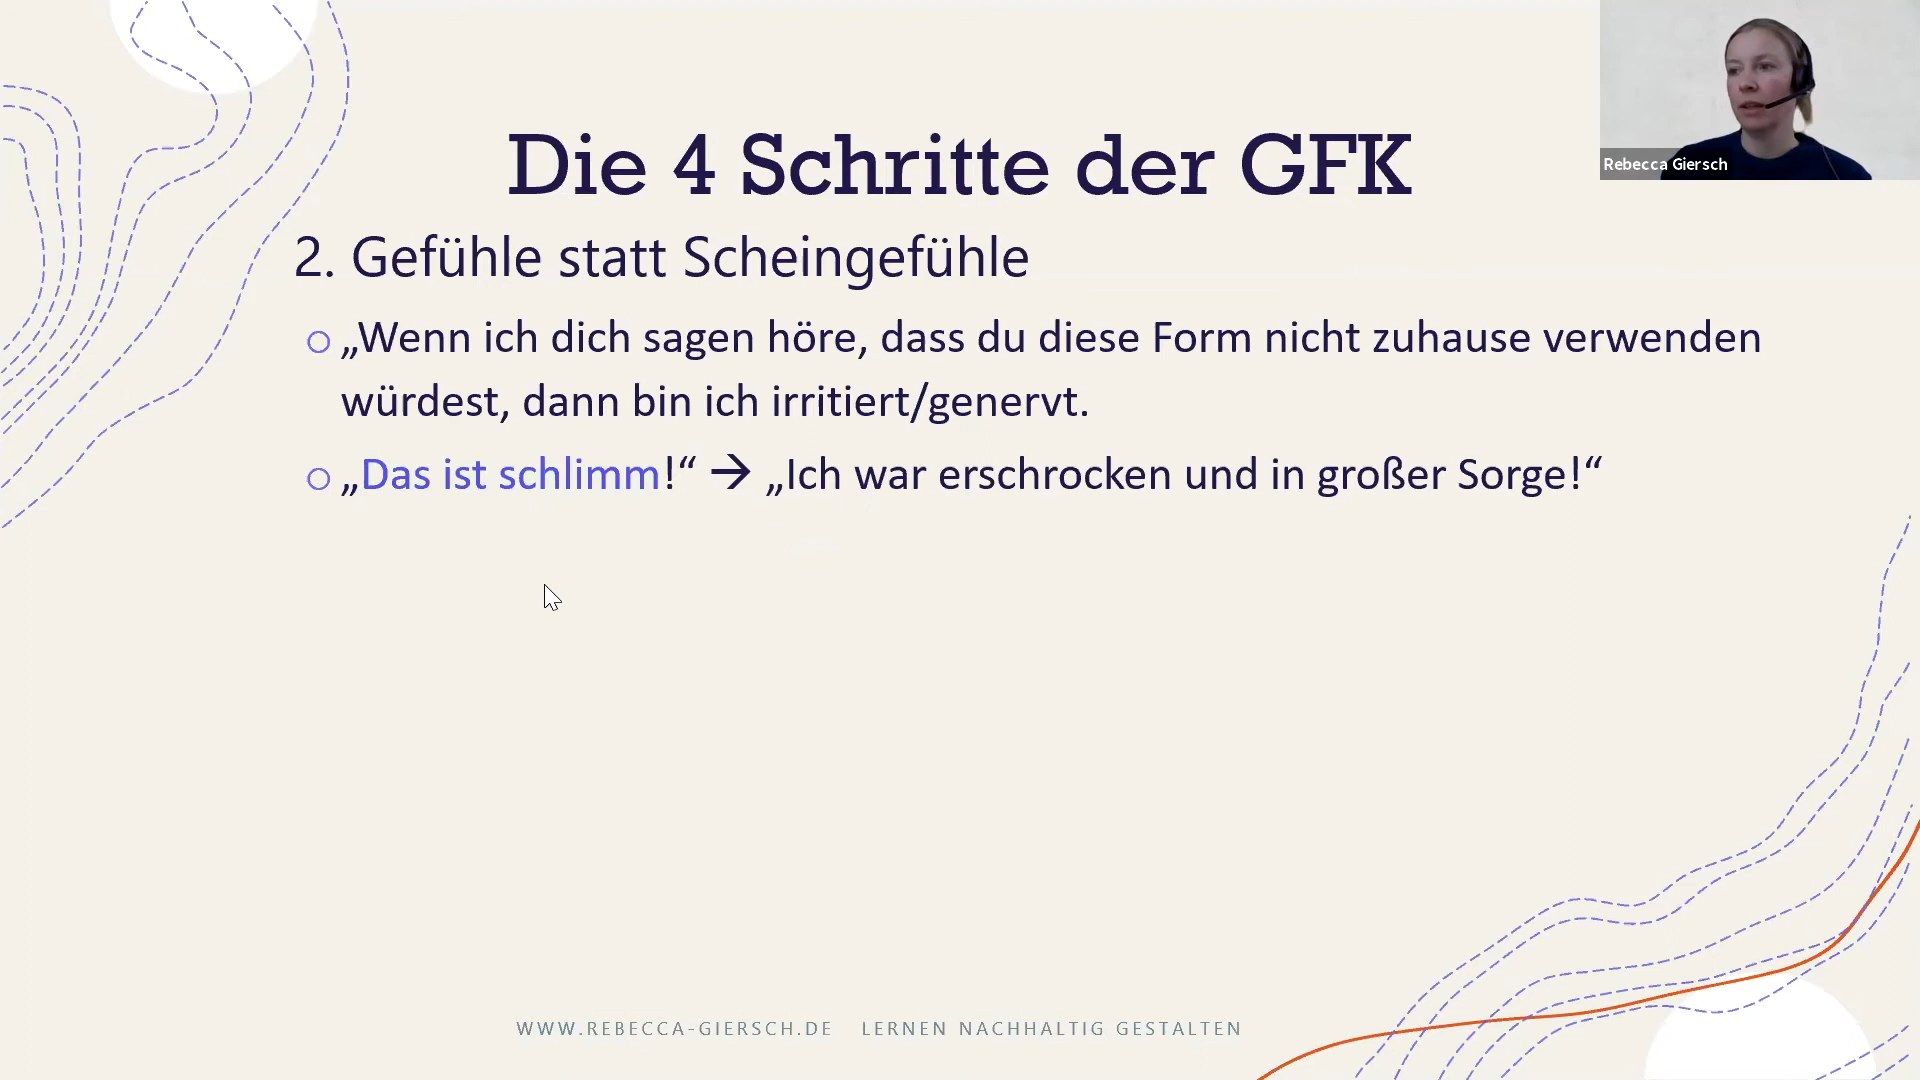 Rebecca Giersch
Die 4 Schritte der GFK
2. Gefühle statt Scheingefühle
„Wenn ich dich sagen höre, dass du diese Form nicht zuhause verwenden
würdest, dann bin ich irritiert/genervt.
„Das ist schlimm!“ → „Ich war erschrocken und in großer Sorge!“
WWW.REBECCA-GIERSCH.DE LERNEN NACHHALTIG GESTALTEN